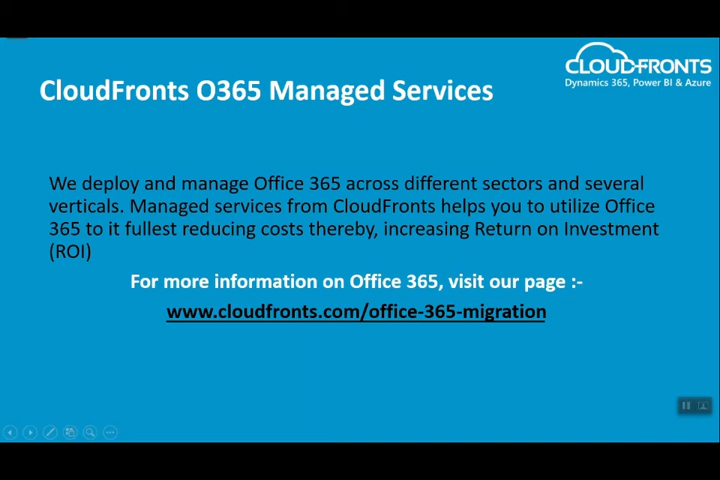 CLOUDFRONTS
Dynamics 365, Power BI & Azure
CloudFronts O365 Managed Services
We deploy and manage Office 365 across different sectors and several
verticals. Managed services from CloudFronts helps you to utilize Office
365 to it fullest reducing costs thereby, increasing Return on Investment
(ROI)
For more information on Office 365, visit our page :-
www.cloudfronts.com/office-365-migration